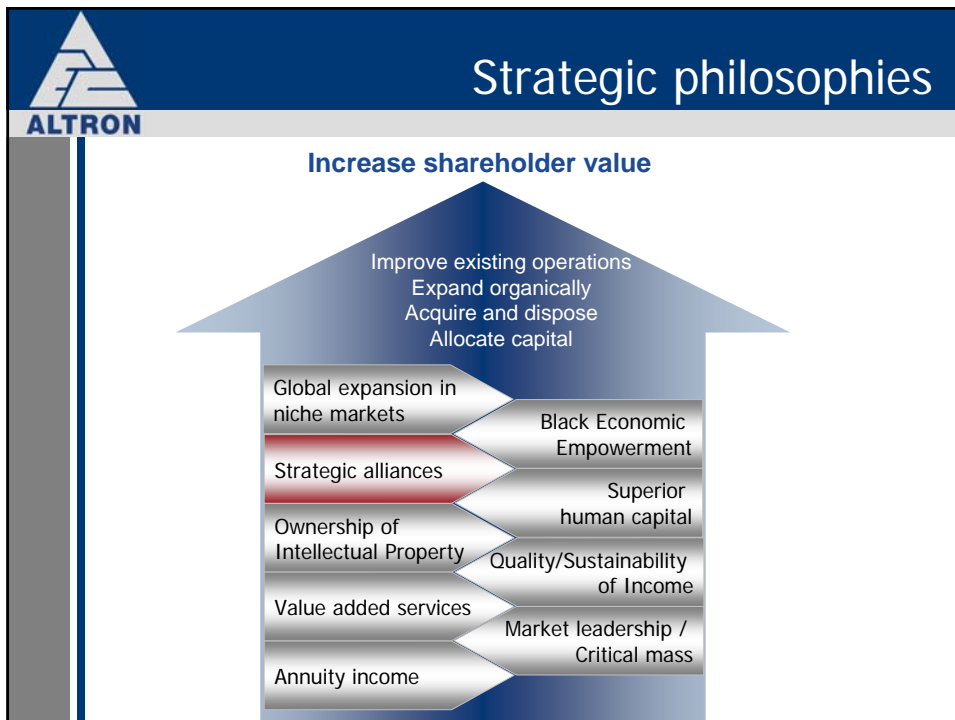 ALTRON
Strategic philosophies
Increase shareholder value
Improve existing operations
Expand organically
Acquire and dispose
Allocate capital
Global expansion in
niche markets
Strategic alliances
Ownership of
Intellectual Property
Value added services
Annuity income
Black Economic
Empowerment
Superior
human capital
Quality/Sustainability
of Income
Market leadership /
Critical mass